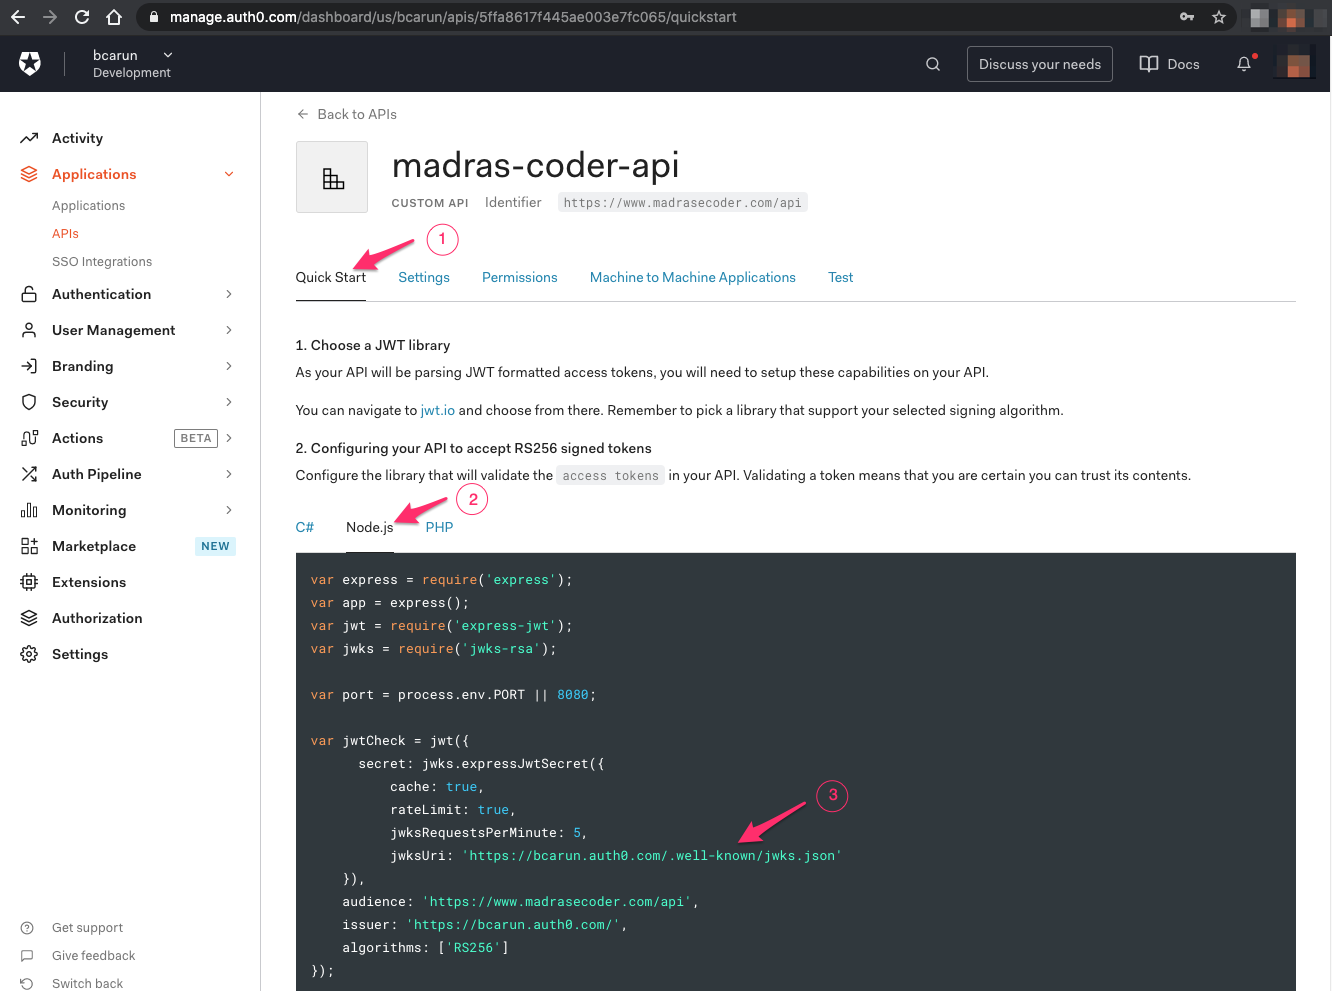 manage.auth0.com/dashboard/us/bcarun/apis/5ffa8617f445ae003e7fc065/quickstart
bcarun
Development
Discuss your needs
Docs
Activity
Applications
Applications
APIs
SSO Integrations
Authentication
User Management
Branding
Security
Actions BETA
Auth Pipeline
Monitoring
Marketplace NEW
Extensions
Authorization
Settings
Get support
Give feedback
Switch back
Back to APIs
madras-coder-api
CUSTOM API Identifier https://www.madrasecoder.com/api
1
Quick Start Settings Permissions Machine to Machine Applications Test
1. Choose a JWT library
As your API will be parsing JWT formatted access tokens, you will need to setup these capabilities on your API.
You can navigate to jwt.io and choose from there. Remember to pick a library that support your selected signing algorithm.
2. Configuring your API to accept RS256 signed tokens
Configure the library that will validate the access tokens in your API. Validating a token means that you are certain you can trust its contents.
2
C# Node.js PHP
var express = require('express');
var app = express();
var jwt = require('express-jwt');
var jwks = require('jwks-rsa');
var port = process.env.PORT || 8080;
var jwtCheck = jwt({
secret: jwks.expressJwtSecret({
cache: true,
rateLimit: true,
jwksRequestsPerMinute: 5,
jwksUri: 'https://bcarun.auth0.com/.well-known/jwks.json'
3
}),
audience: 'https://www.madrasecoder.com/api',
issuer: 'https://bcarun.auth0.com/',
algorithms: ['RS256']
});